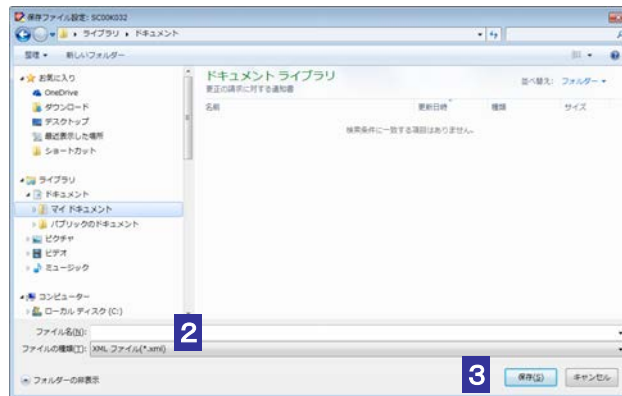 保存ファイル設定: SC00K032
ライブラリ ▸ ドキュメント
整理 新しいフォルダー
お気に入り
OneDrive
ダウンロード
デスクトップ
最近表示した場所
ショートカット
ライブラリ
ドキュメント
マイ ドキュメント
パブリックのドキュメント
ピクチャ
ビデオ
ミュージック
コンピューター
ローカル ディスク (C:)
ドキュメント ライブラリ
更正の請求に対する通知書
並べ替え: フォルダー
名前 更新日時 種類 サイズ
検索条件に一致する項目はありません。
ファイル名(N):
2
ファイルの種類(T): XML ファイル(*.xml)
フォルダーの非表示
3
保存(S) キャンセル